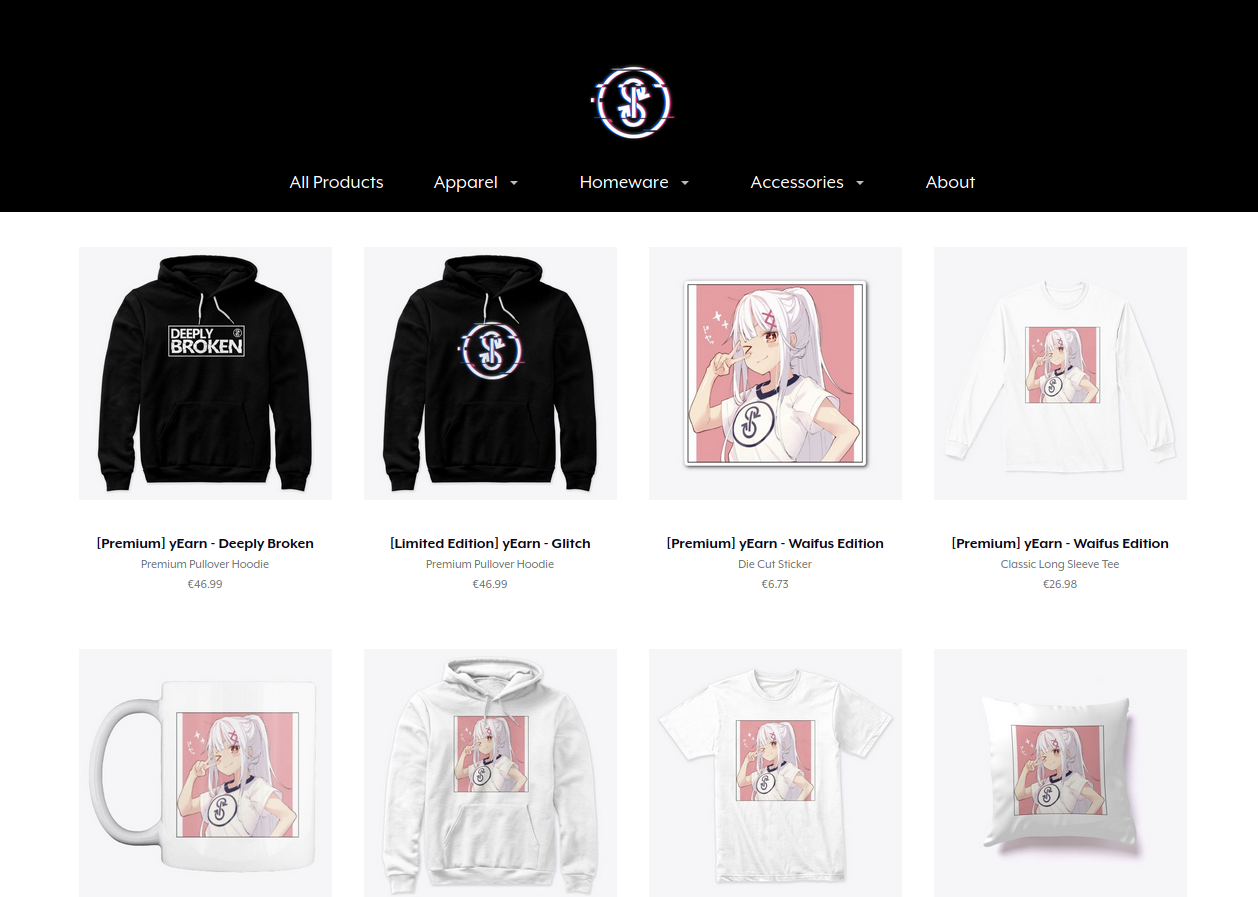 All Products Apparel Homeware Accessories About
DEEPLY
BROKEN
[Premium] yEarn - Deeply Broken
Premium Pullover Hoodie
€46.99
[Limited Edition] yEarn - Glitch
Premium Pullover Hoodie
€46.99
[Premium] yEarn - Waifus Edition
Die Cut Sticker
€6.73
[Premium] yEarn - Waifus Edition
Classic Long Sleeve Tee
€26.98